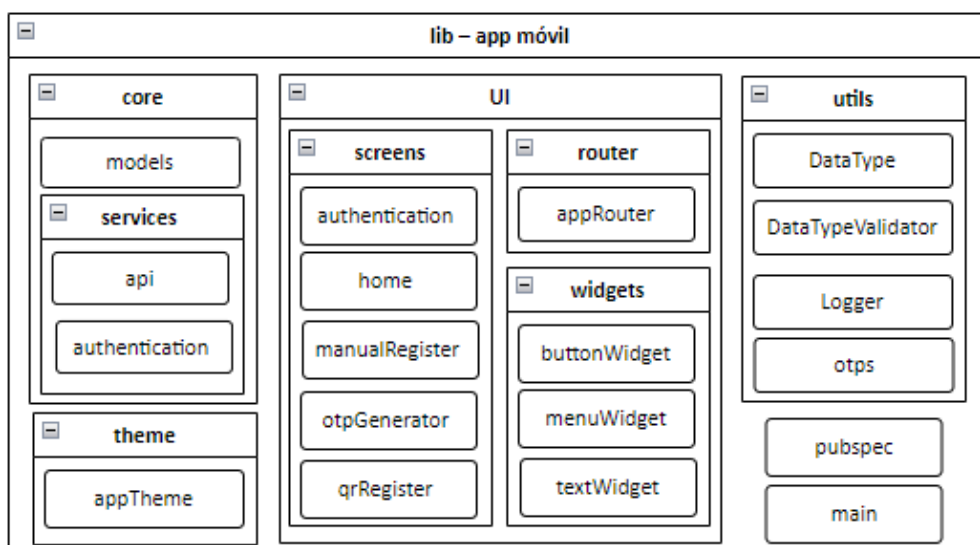 lib – app móvil
core
models
services
api
authentication
theme
appTheme
UI
screens
authentication
home
manualRegister
otpGenerator
qrRegister
router
appRouter
widgets
buttonWidget
menuWidget
textWidget
utils
DataType
DataTypeValidator
Logger
otps
pubspec
main